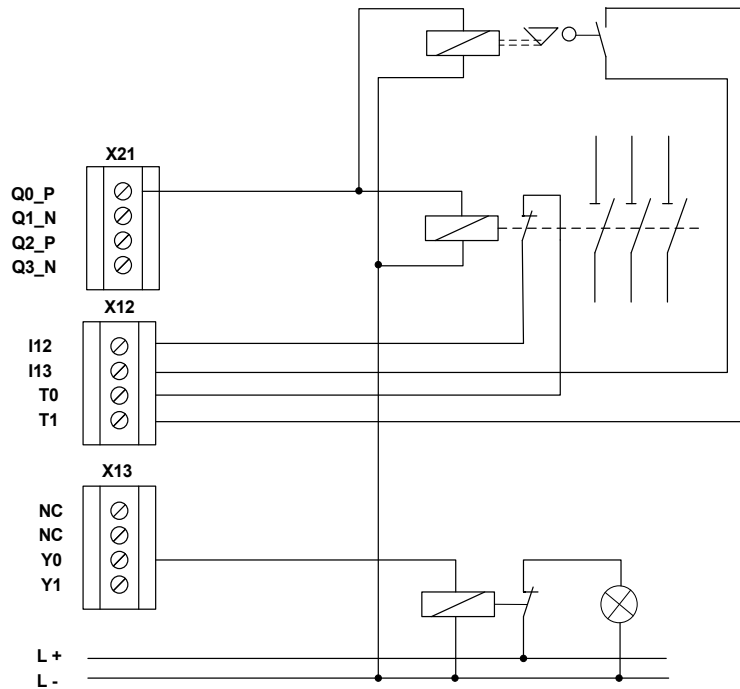 X21
Q0_P
Q1_N
Q2_P
Q3_N
X12
I12
I13
T0
T1
X13
NC
NC
Y0
Y1
L +
L -